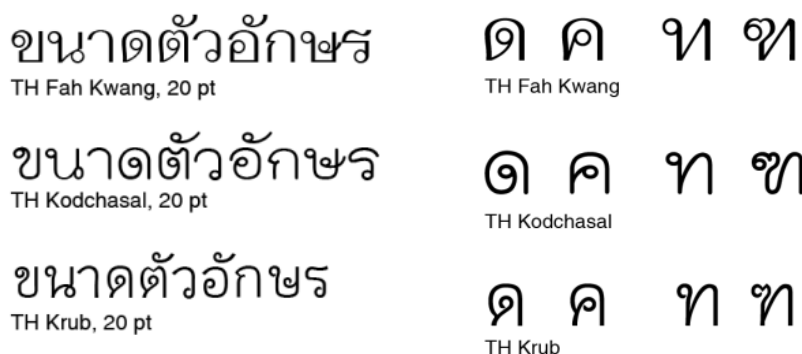 ขนาดตัวอักษร
TH Fah Kwang, 20 pt
ขนาดตัวอักษร
TH Kodchasal, 20 pt
ขนาดตัวอักษร
TH Krub, 20 pt
ด ค ท ฑ
TH Fah Kwang
ด ค ท ฑ
TH Kodchasal
ด ค ท ฑ
TH Krub